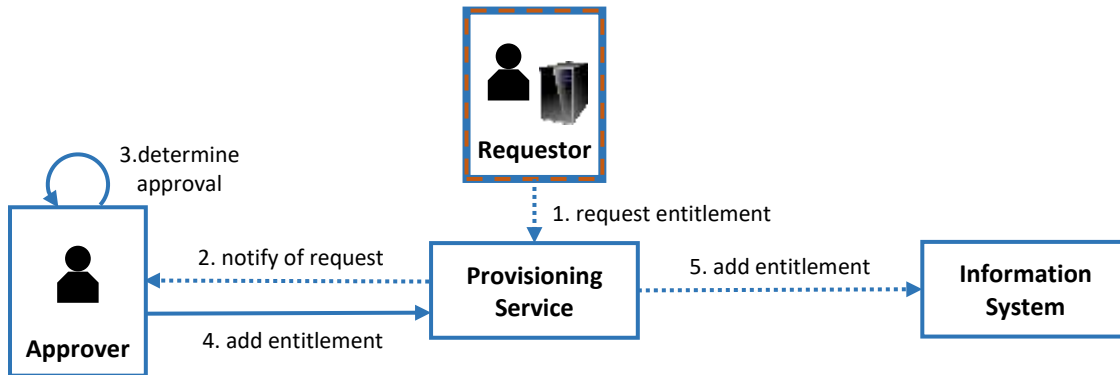 Requestor
1. request entitlement
3.determine
approval
2. notify of request
4. add entitlement
Approver
Provisioning
Service
5. add entitlement
Information
System